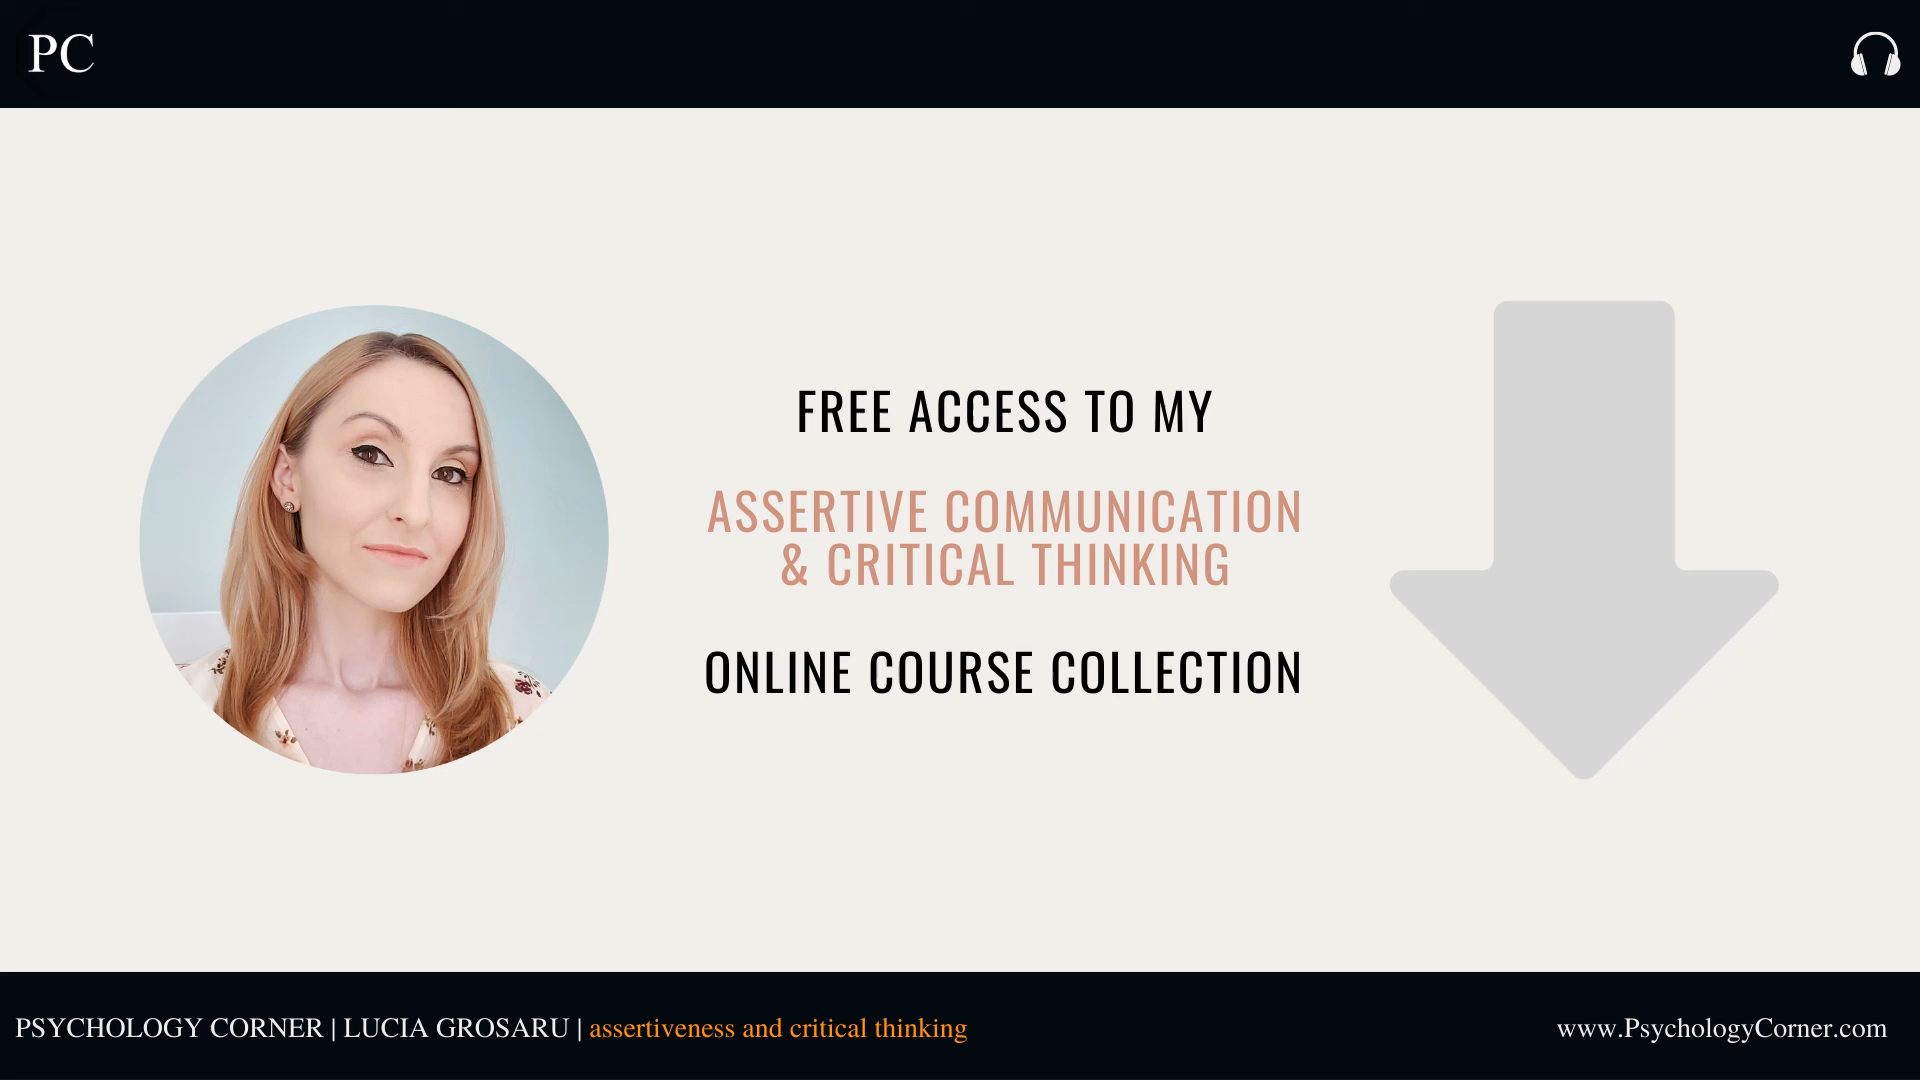 PC
FREE ACCESS TO MY
ASSERTIVE COMMUNICATION
& CRITICAL THINKING
ONLINE COURSE COLLECTION
PSYCHOLOGY CORNER | LUCIA GROSARU | assertiveness and critical thinking
www.PsychologyCorner.com